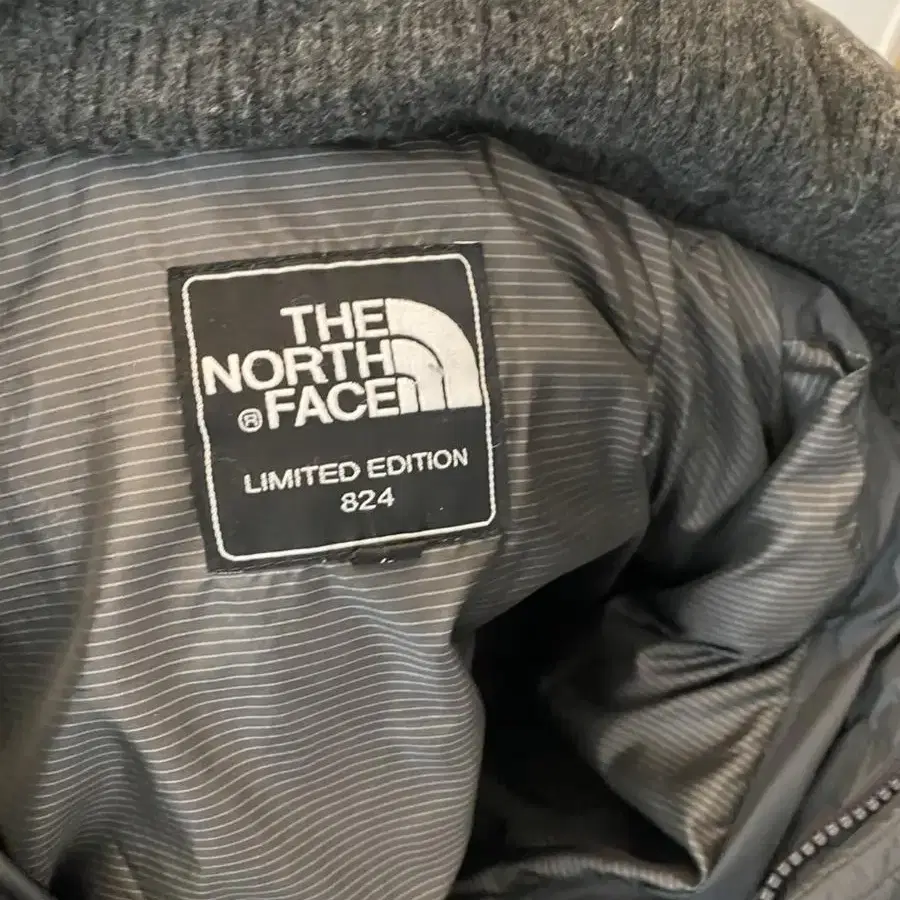 THE
NORTH
® FACE
LIMITED EDITION
824